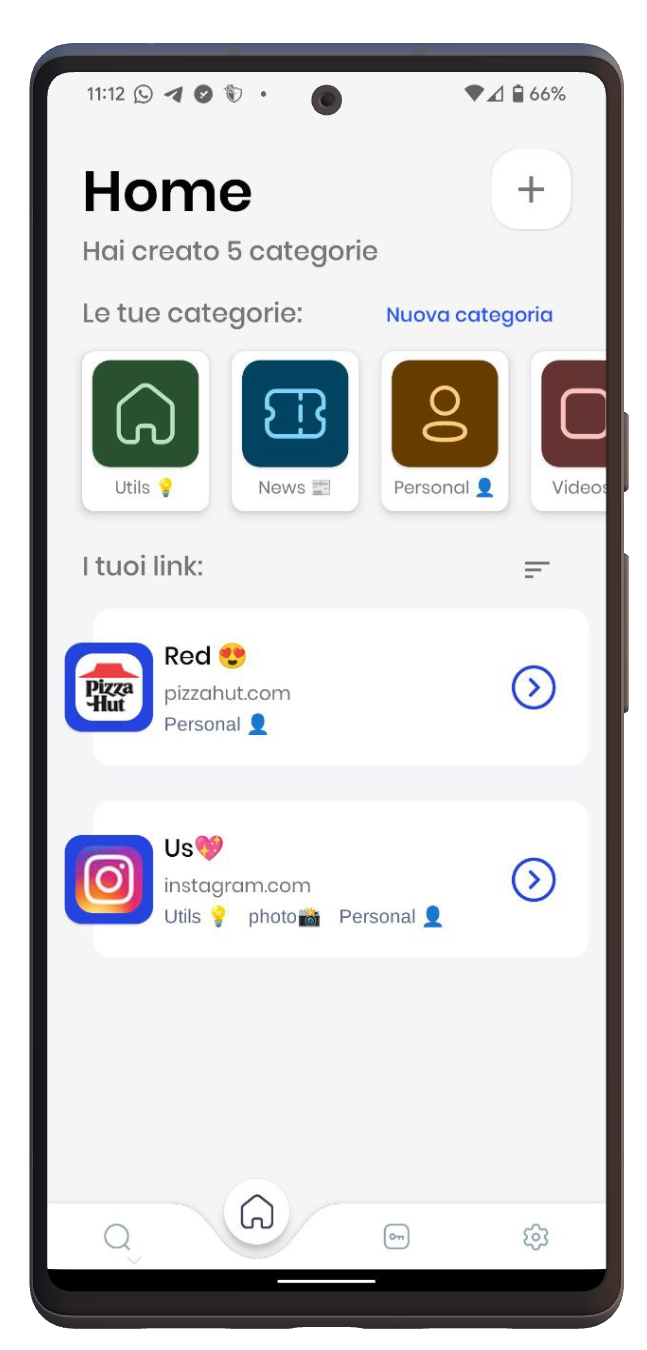 11:12 66%
Home
Hai creato 5 categorie
Le tue categorie: Nuova categoria
Utils 💡 News 📰 Personal 👤 Videos
I tuoi link:
Red 😍
Pizza
Hut
pizzahut.com
Personal 👤
Us💖
instagram.com
Utils 💡 photo📸 Personal 👤